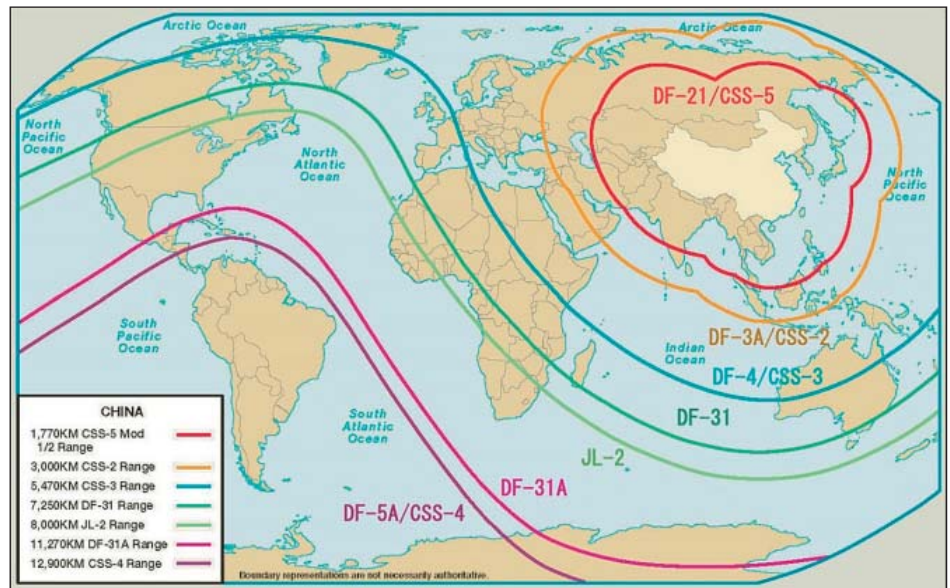 Arctic Ocean
Arctic Ocean
DF-21/CSS-5
North
Pacific
Ocean
North
Atlantic
Ocean
North
Pacific
Ocean
South
Pacific
Ocean
Indian
Ocean
DF-3A/CSS-2
DF-4/CSS-3
DF-31
JL-2
South
Atlantic
Ocean
DF-31A
DF-5A/CSS-4
CHINA
1,770KM CSS-5 Mod
1/2 Range
3,000KM CSS-2 Range
5,470KM CSS-3 Range
7,250KM DF-31 Range
8,000KM JL-2 Range
11,270KM DF-31A Range
12,900KM CSS-4 Range
Boundary representations are not necessarily authoritative.